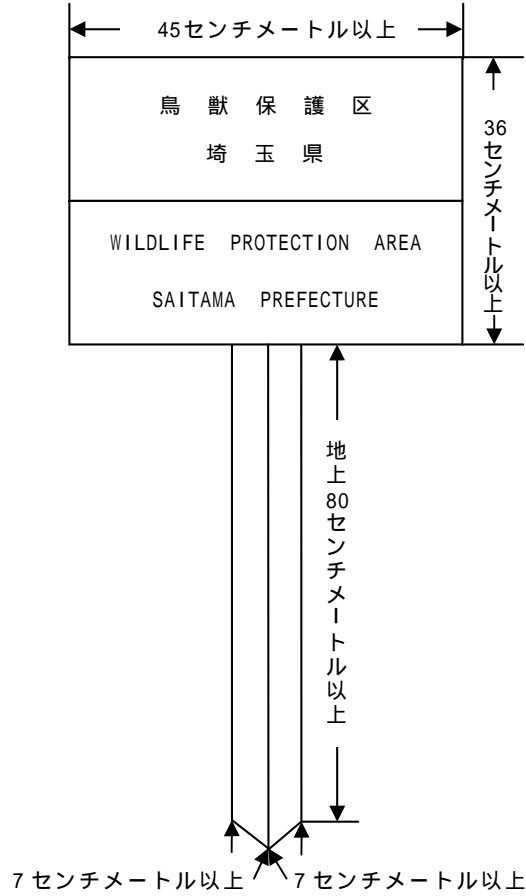 45センチメートル以上
鳥獣保護区
埼玉県
36センチメートル以上
WILDLIFE PROTECTION AREA
SAITAMA PREFECTURE
地上80センチメートル以上
7センチメートル以上 7センチメートル以上